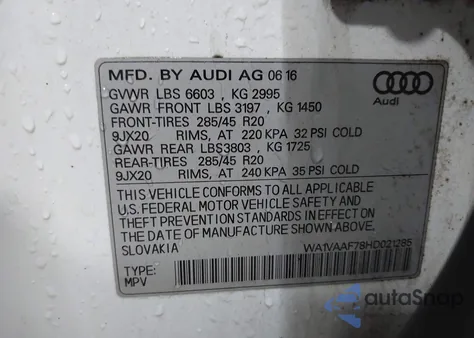 MFD. BY AUDI AG 06 16
GVWR LBS 6603 , KG 2995
GAWR FRONT LBS 3197 , KG 1450
FRONT-TIRES 285/45 R20
9JX20 RIMS, AT 220 KPA 32 PSI COLD
GAWR REAR LBS3803 , KG 1725
REAR-TIRES 285/45 R20
9JX20 RIMS, AT 240 KPA 35 PSI COLD
Audi
THIS VEHICLE CONFORMS TO ALL APPLICABLE
U.S. FEDERAL MOTOR VEHICLE SAFETY AND
THEFT PREVENTION STANDARDS IN EFFECT ON
THE DATE OF MANUFACTURE SHOWN ABOVE.
SLOVAKIA WA1VAAF78HD021285
TYPE:
MPV
autoSnap